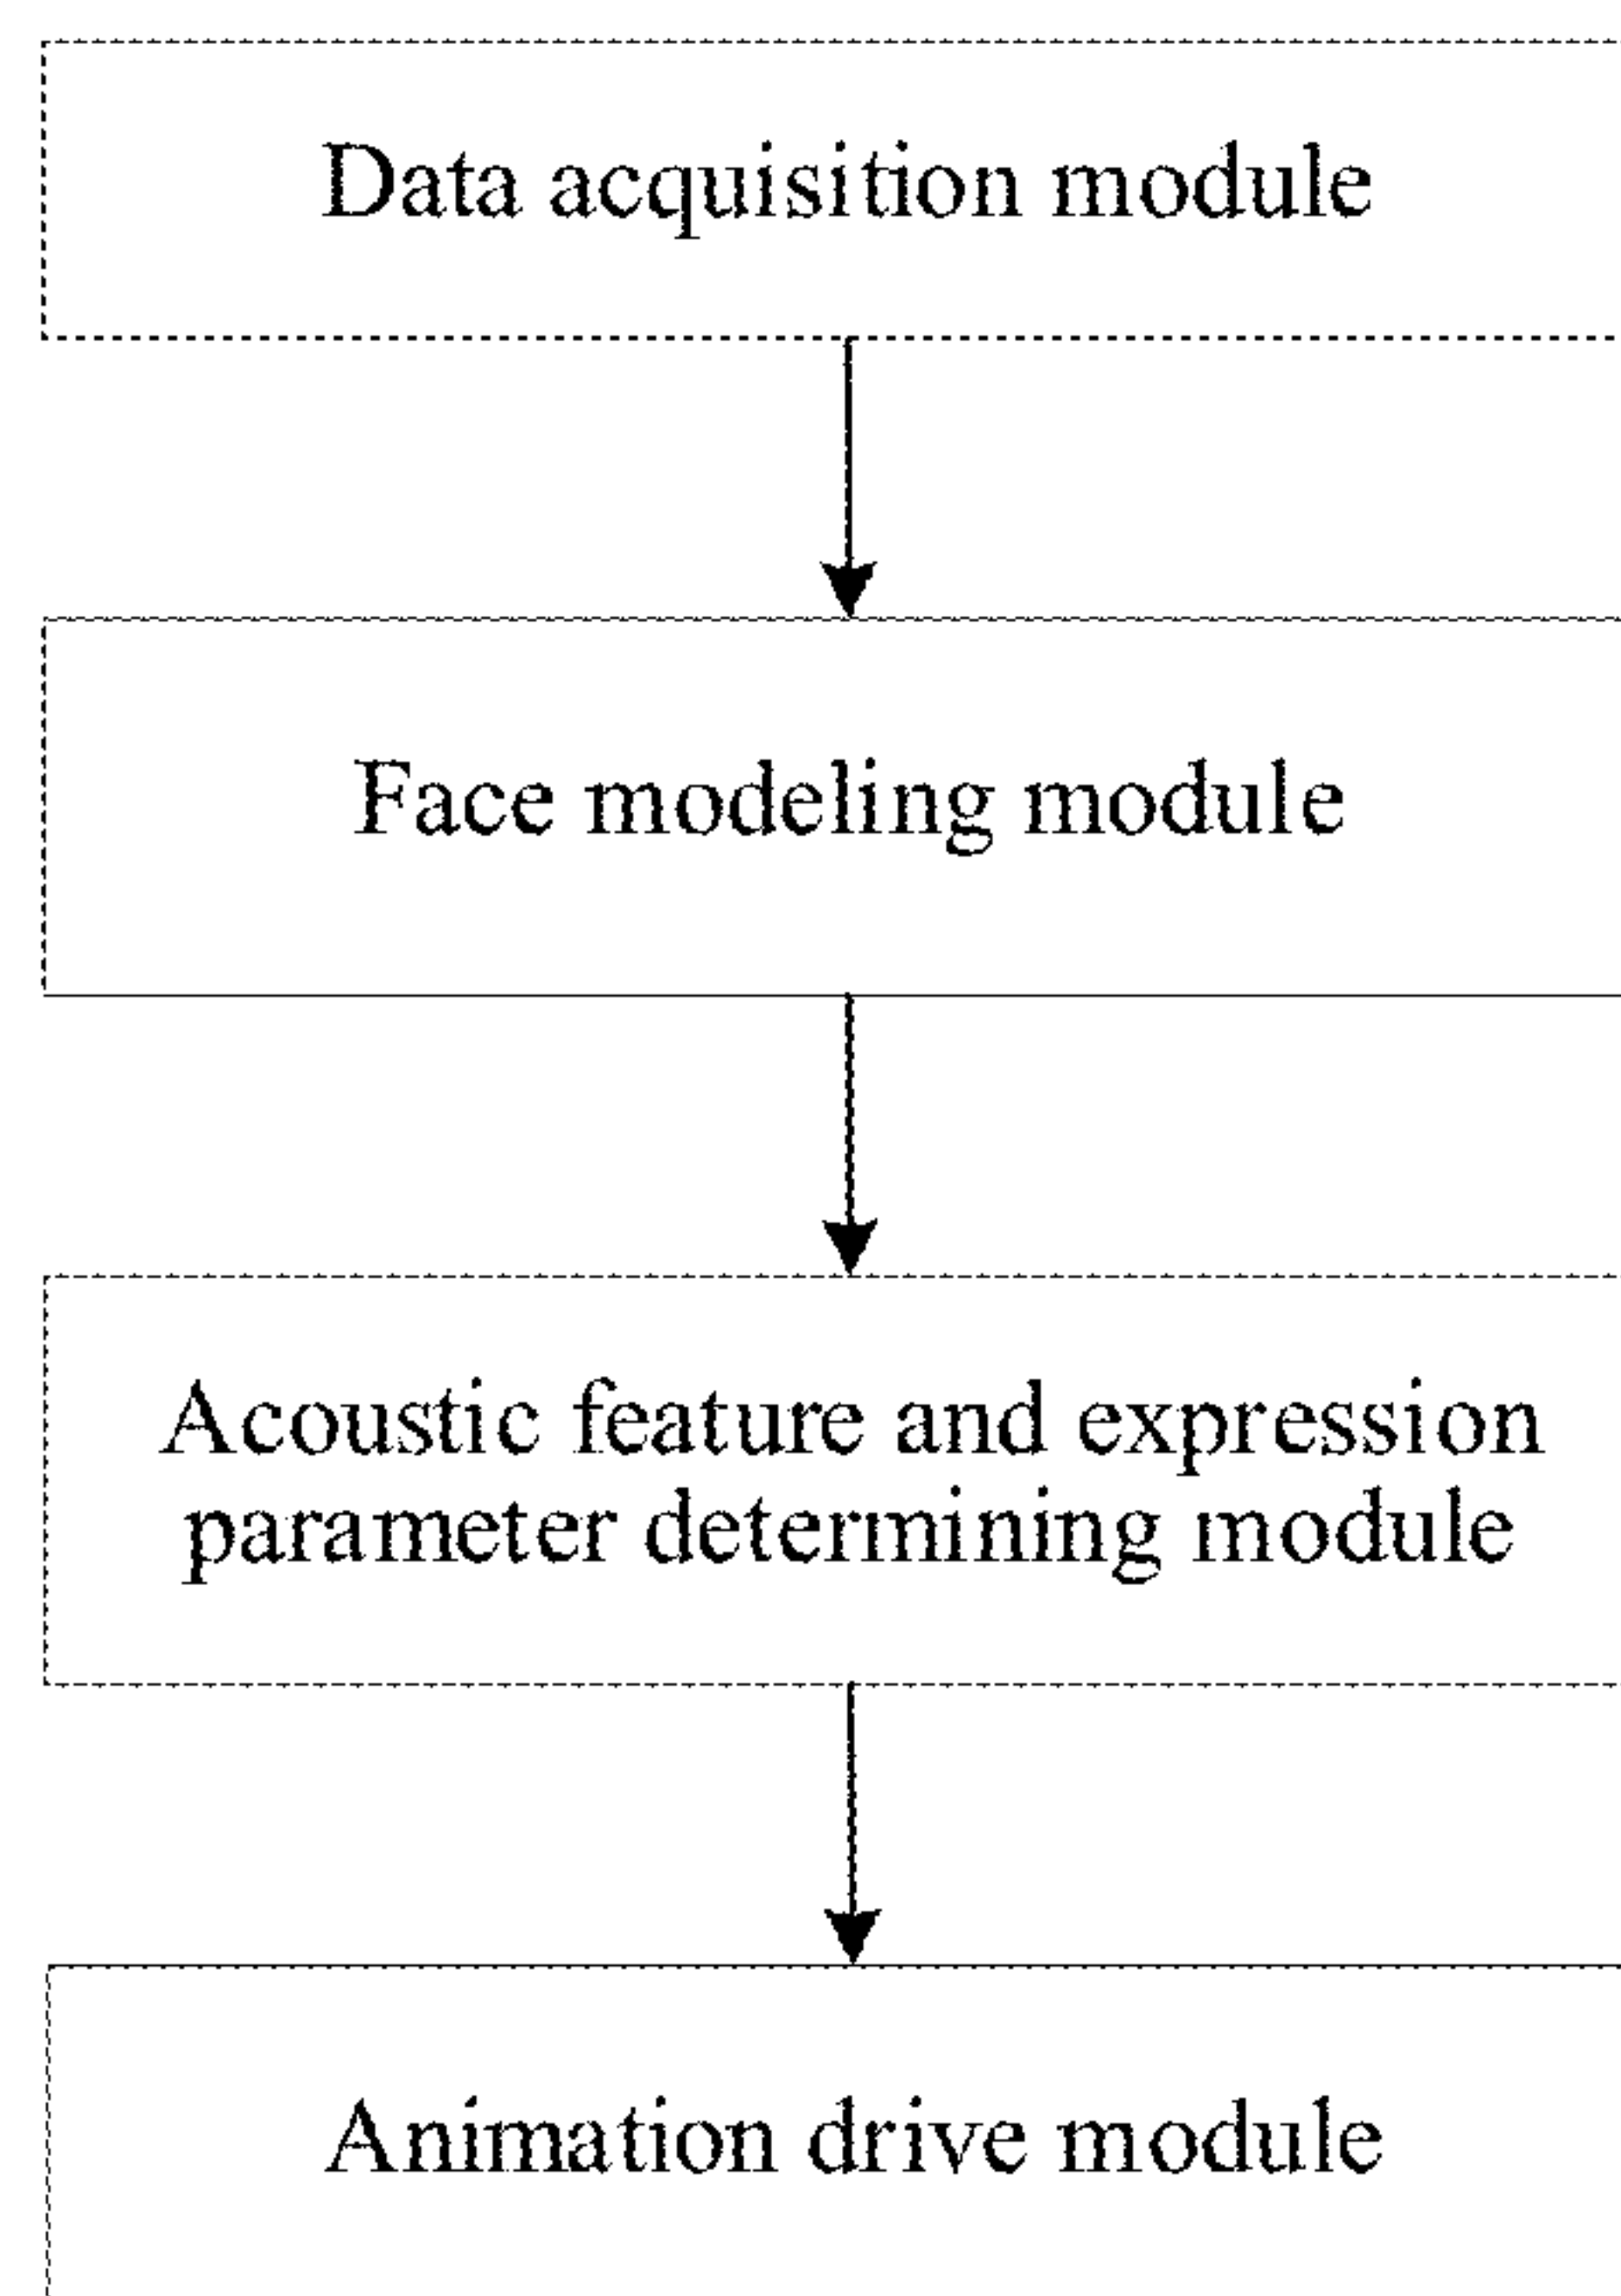 Data acquisition module
Face modeling module
Acoustic feature and expression
parameter determining module
Animation drive module